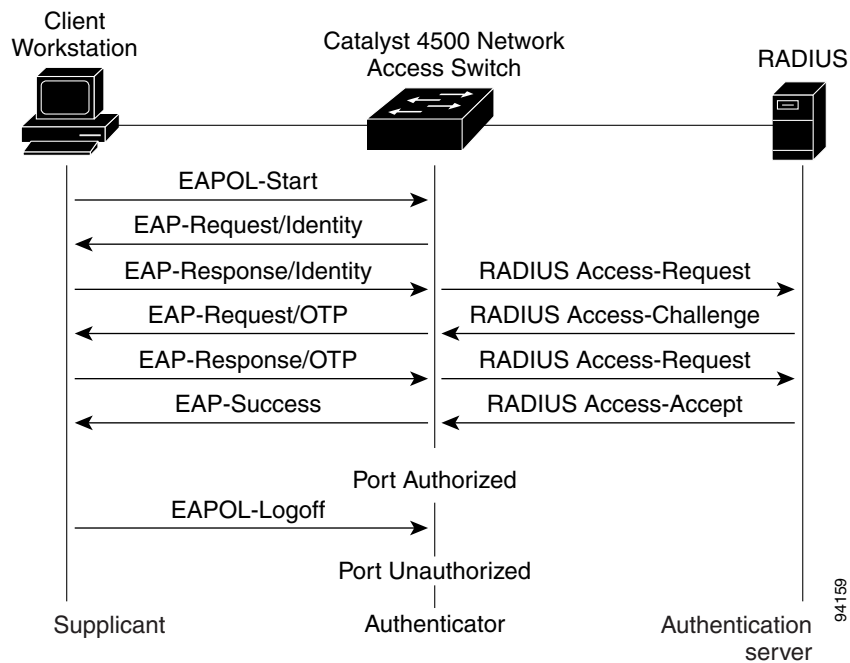 Client
Workstation
Catalyst 4500 Network
Access Switch
RADIUS
EAPOL-Start
EAP-Request/Identity
EAP-Response/Identity
RADIUS Access-Request
EAP-Request/OTP
RADIUS Access-Challenge
EAP-Response/OTP
RADIUS Access-Request
EAP-Success
RADIUS Access-Accept
Port Authorized
EAPOL-Logoff
Port Unauthorized
Supplicant
Authenticator
Authentication
server
94159